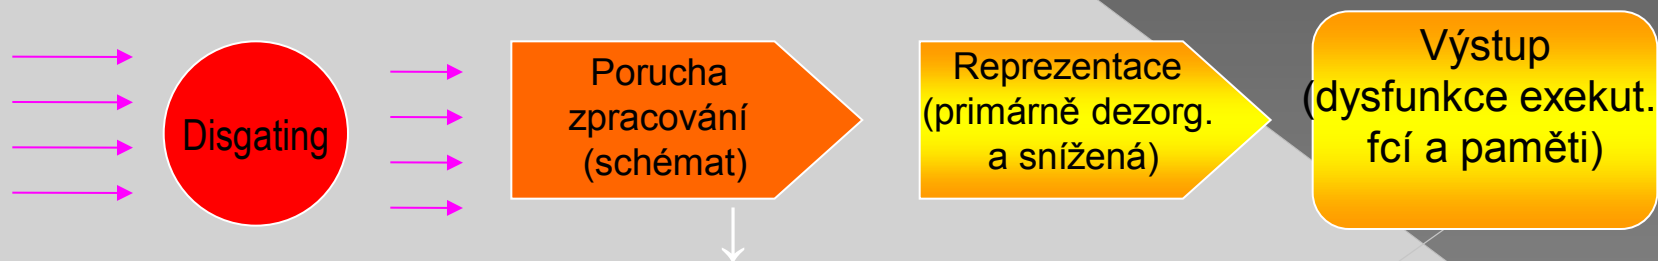 Disgating
Porucha
zpracování
(schémat)
Reprezentace
(primárně dezorg.
a snížená)
Výstup
(dysfunkce exekut.
fcí a paměti)